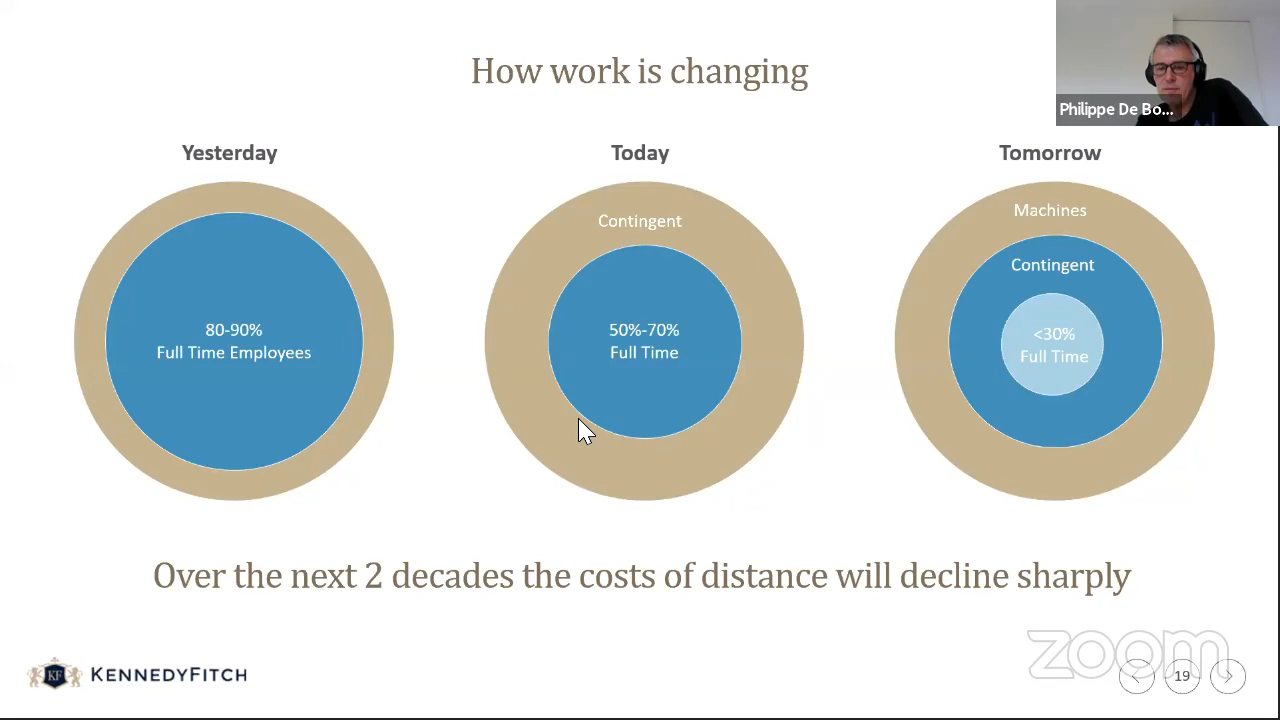 How work is changing
Philippe De Bo...
Yesterday
Today
Tomorrow
80-90%
Full Time Employees
Contingent
50%-70%
Full Time
Machines
Contingent
<30%
Full Time
Over the next 2 decades the costs of distance will decline sharply
KF KENNEDYFITCH
zoom
19